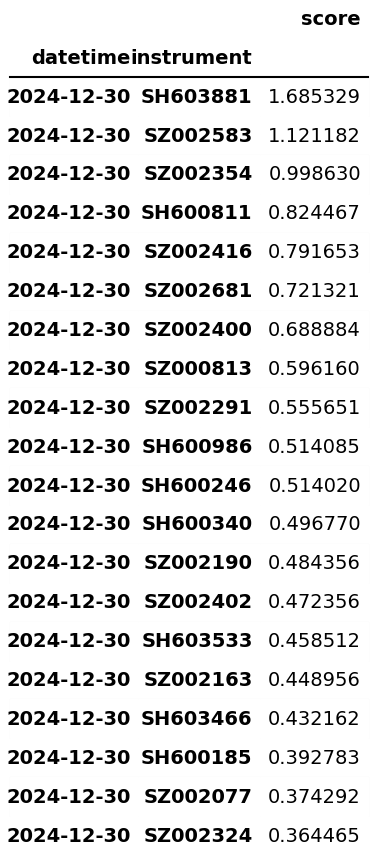 score
datetime instrument
2024-12-30 SH603881 1.685329
2024-12-30 SZ002583 1.121182
2024-12-30 SZ002354 0.998630
2024-12-30 SH600811 0.824467
2024-12-30 SZ002416 0.791653
2024-12-30 SZ002681 0.721321
2024-12-30 SZ002400 0.688884
2024-12-30 SZ000813 0.596160
2024-12-30 SZ002291 0.555651
2024-12-30 SH600986 0.514085
2024-12-30 SH600246 0.514020
2024-12-30 SH600340 0.496770
2024-12-30 SZ002190 0.484356
2024-12-30 SZ002402 0.472356
2024-12-30 SH603533 0.458512
2024-12-30 SZ002163 0.448956
2024-12-30 SH603466 0.432162
2024-12-30 SH600185 0.392783
2024-12-30 SZ002077 0.374292
2024-12-30 SZ002324 0.364465